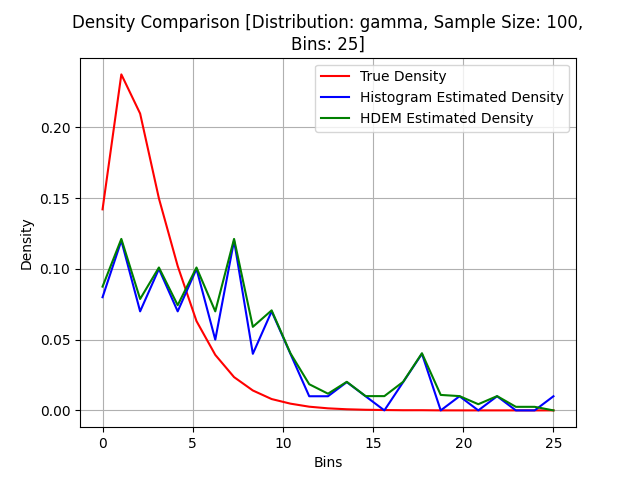 Density Comparison [Distribution: gamma, Sample Size: 100,
Bins: 25]
True Density
Histogram Estimated Density
HDEM Estimated Density
Density
0.20
0.15
0.10
0.05
0.00
0 5 10 15 20 25
Bins